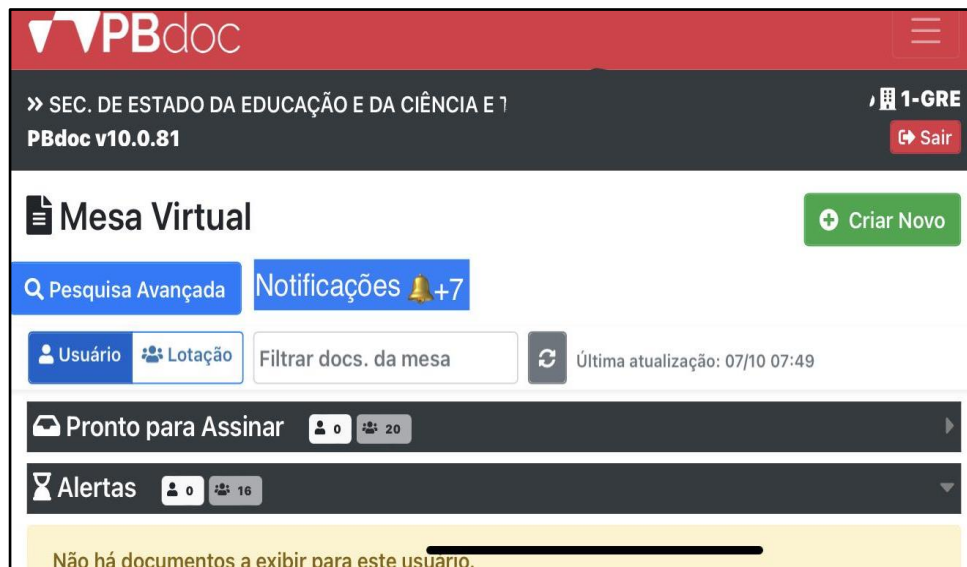 PBdoc
» SEC. DE ESTADO DA EDUCAÇÃO E DA CIÊNCIA E T
1-GRE
PBdoc v10.0.81
Sair
Mesa Virtual
Criar Novo
Pesquisa Avançada
Notificações 🔔+7
Usuário
Lotação
Filtrar docs. da mesa
Última atualização: 07/10 07:49
Pronto para Assinar 0 20
Alertas 0 16
Não há documentos a exibir para este usuário.